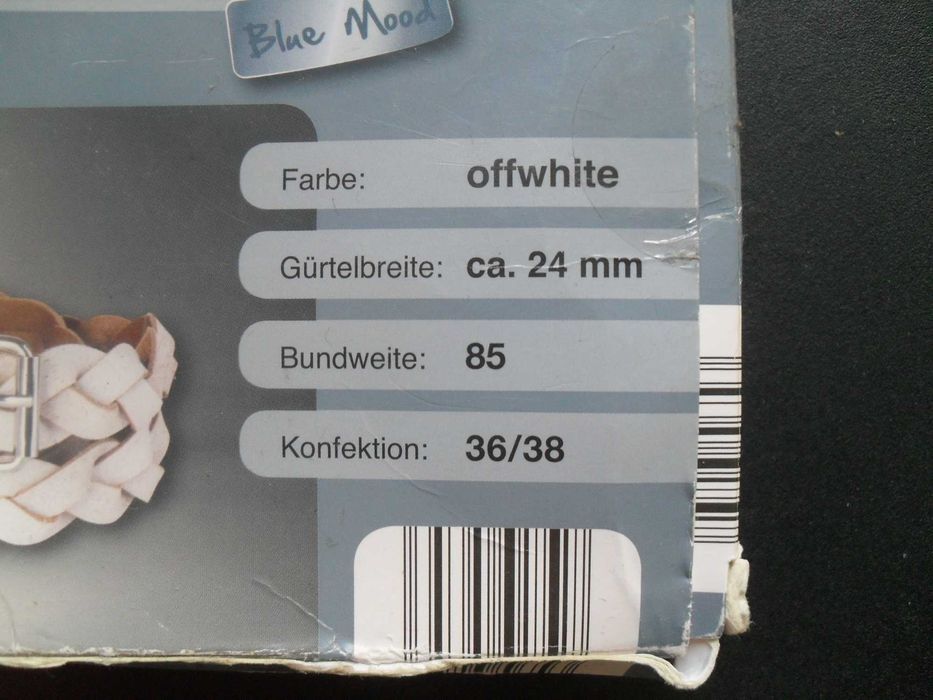 Blue Mood
Farbe: offwhite
Gürtelbreite: ca. 24 mm
Bundweite: 85
Konfektion: 36/38